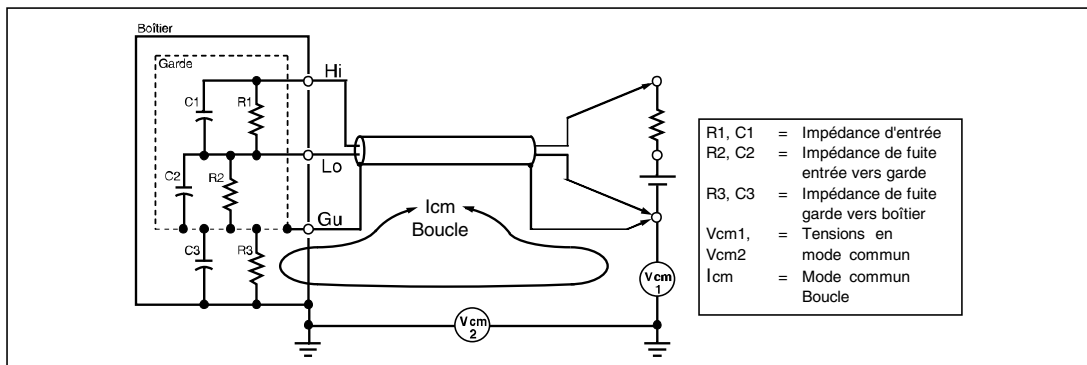 Boîtier
Garde
Hi
C1
R1
Lo
C2
R2
Gu
C3
R3
Icm
Boucle
Vcm
1
Vcm
2
R1, C1 = Impédance d'entrée
R2, C2 = Impédance de fuite
entrée vers garde
R3, C3 = Impédance de fuite
garde vers boîtier
Vcm1, = Tensions en
Vcm2 mode commun
Icm = Mode commun
Boucle